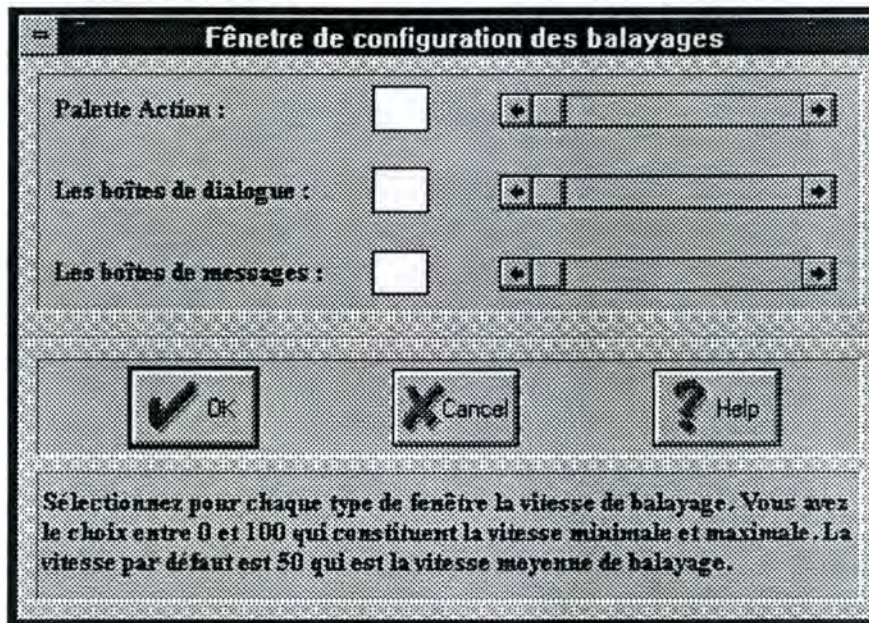 Fênetre de configuration des balayages
Palette Action :
Les boîtes de dialogue :
Les boîtes de messages :
OK
Cancel
Help
Sélectionnez pour chaque type de fenêtre la vitesse de balayage. Vous avez
le choix entre 0 et 100 qui constituent la vitesse minimale et maximale. La
vitesse par défaut est 50 qui est la vitesse moyenne de balayage.